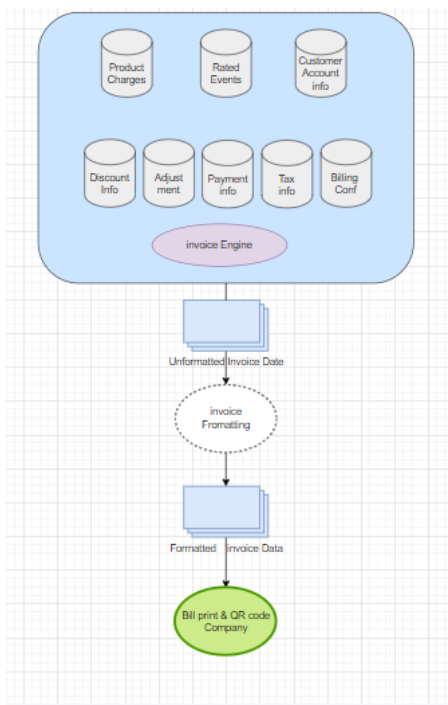 Product
Charges
Rated
Events
Customer
Account
info
Discount
Info
Adjust
ment
Payment
info
Tax
info
Billing
Conf
invoice Engine
Unformatted Invoice Date
invoice
Fromatting
Formatted invoice Data
Bill print & QR code
Company